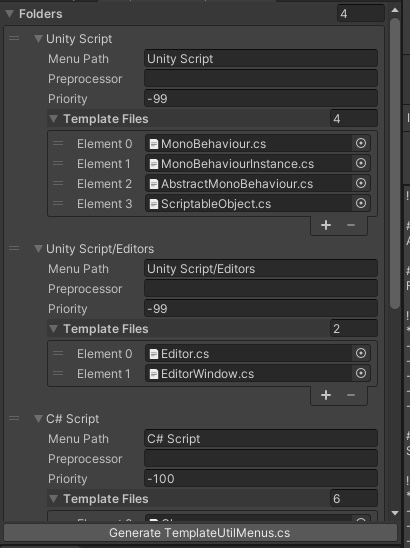 Folders 4
Unity Script
Menu Path Unity Script
Preprocessor
Priority -99
Template Files 4
Element 0 MonoBehaviour.cs
Element 1 MonoBehaviourInstance.cs
Element 2 AbstractMonoBehaviour.cs
Element 3 ScriptableObject.cs
+ −
Unity Script/Editors
Menu Path Unity Script/Editors
Preprocessor
Priority -99
Template Files 2
Element 0 Editor.cs
Element 1 EditorWindow.cs
+ −
C# Script
Menu Path C# Script
Preprocessor
Priority -100
Template Files 6
Generate TemplateUtilMenus.cs